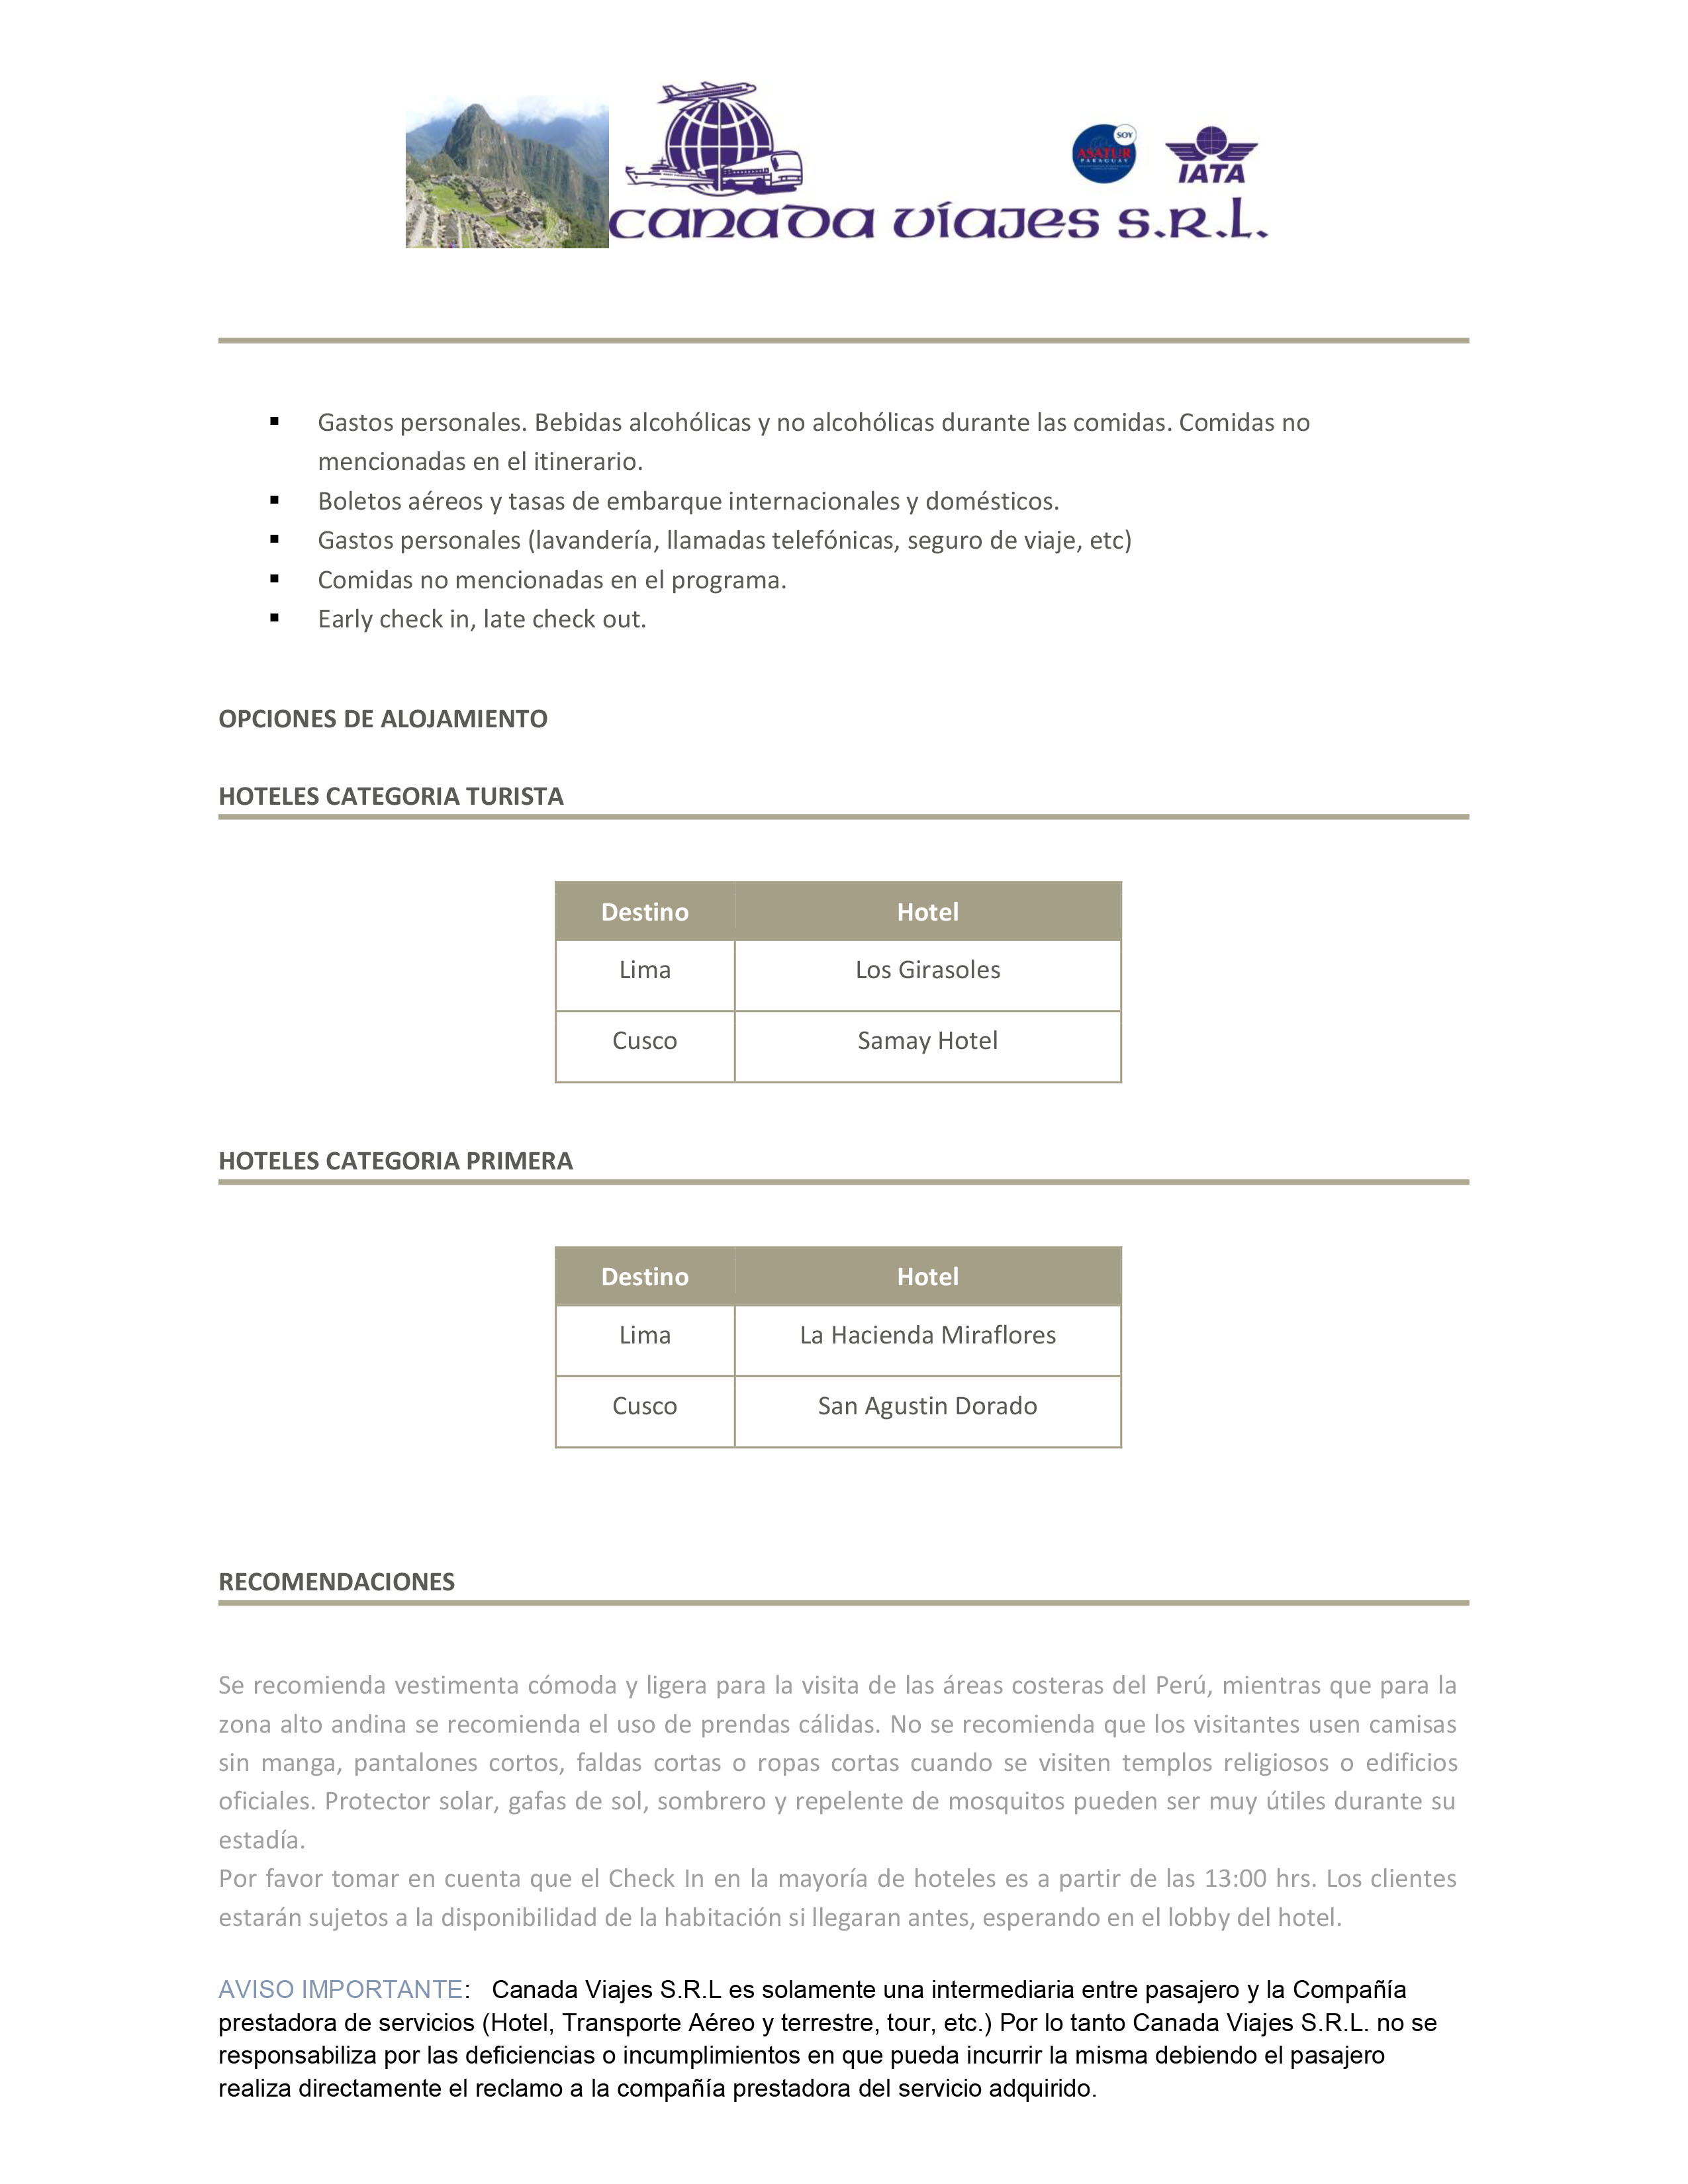 SOY
ASATUR
PARAGUAY
IATA
CANADA VÍAJES S.R.L.
▪ Gastos personales. Bebidas alcohólicas y no alcohólicas durante las comidas. Comidas no
mencionadas en el itinerario.
▪ Boletos aéreos y tasas de embarque internacionales y domésticos.
▪ Gastos personales (lavandería, llamadas telefónicas, seguro de viaje, etc)
▪ Comidas no mencionadas en el programa.
▪ Early check in, late check out.
OPCIONES DE ALOJAMIENTO
HOTELES CATEGORIA TURISTA
Destino Hotel
Lima Los Girasoles
Cusco Samay Hotel
HOTELES CATEGORIA PRIMERA
Destino Hotel
Lima La Hacienda Miraflores
Cusco San Agustin Dorado
RECOMENDACIONES
Se recomienda vestimenta cómoda y ligera para la visita de las áreas costeras del Perú, mientras que para la
zona alto andina se recomienda el uso de prendas cálidas. No se recomienda que los visitantes usen camisas
sin manga, pantalones cortos, faldas cortas o ropas cortas cuando se visiten templos religiosos o edificios
oficiales. Protector solar, gafas de sol, sombrero y repelente de mosquitos pueden ser muy útiles durante su
estadía.
Por favor tomar en cuenta que el Check In en la mayoría de hoteles es a partir de las 13:00 hrs. Los clientes
estarán sujetos a la disponibilidad de la habitación si llegaran antes, esperando en el lobby del hotel.
AVISO IMPORTANTE: Canada Viajes S.R.L es solamente una intermediaria entre pasajero y la Compañía
prestadora de servicios (Hotel, Transporte Aéreo y terrestre, tour, etc.) Por lo tanto Canada Viajes S.R.L. no se
responsabiliza por las deficiencias o incumplimientos en que pueda incurrir la misma debiendo el pasajero
realiza directamente el reclamo a la compañía prestadora del servicio adquirido.